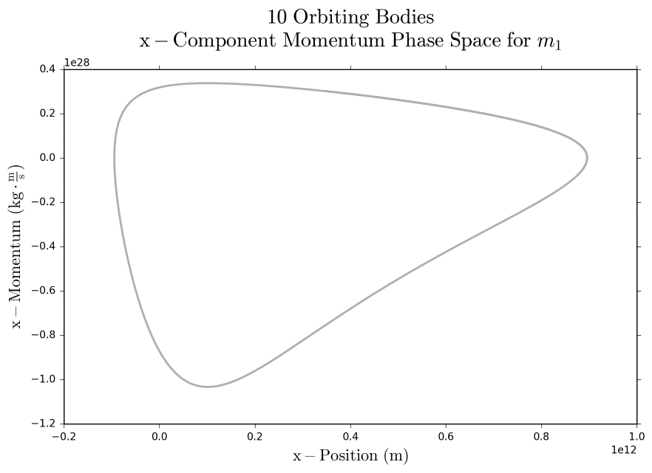 10 Orbiting Bodies
x − Component Momentum Phase Space for m₁
1e28
0.4
0.2
0.0
−0.2
−0.4
−0.6
−0.8
−1.0
−1.2
x − Momentum (kg · m/s)
−0.2 0.0 0.2 0.4 0.6 0.8 1.0
1e12
x − Position (m)